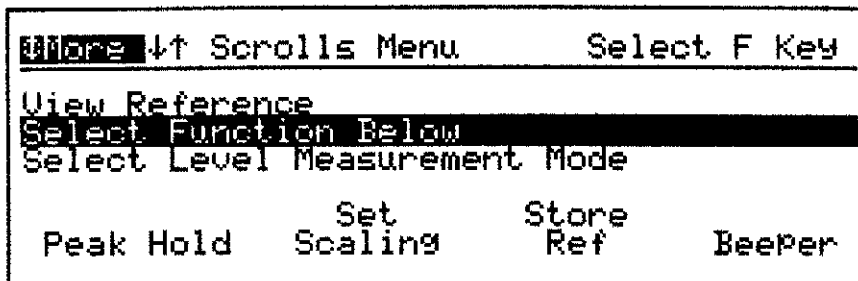 More ↓↑ Scrolls Menu Select F Key
View Reference
Select Function Below
Select Level Measurement Mode
Peak Hold Set Scaling Store Ref Beeper